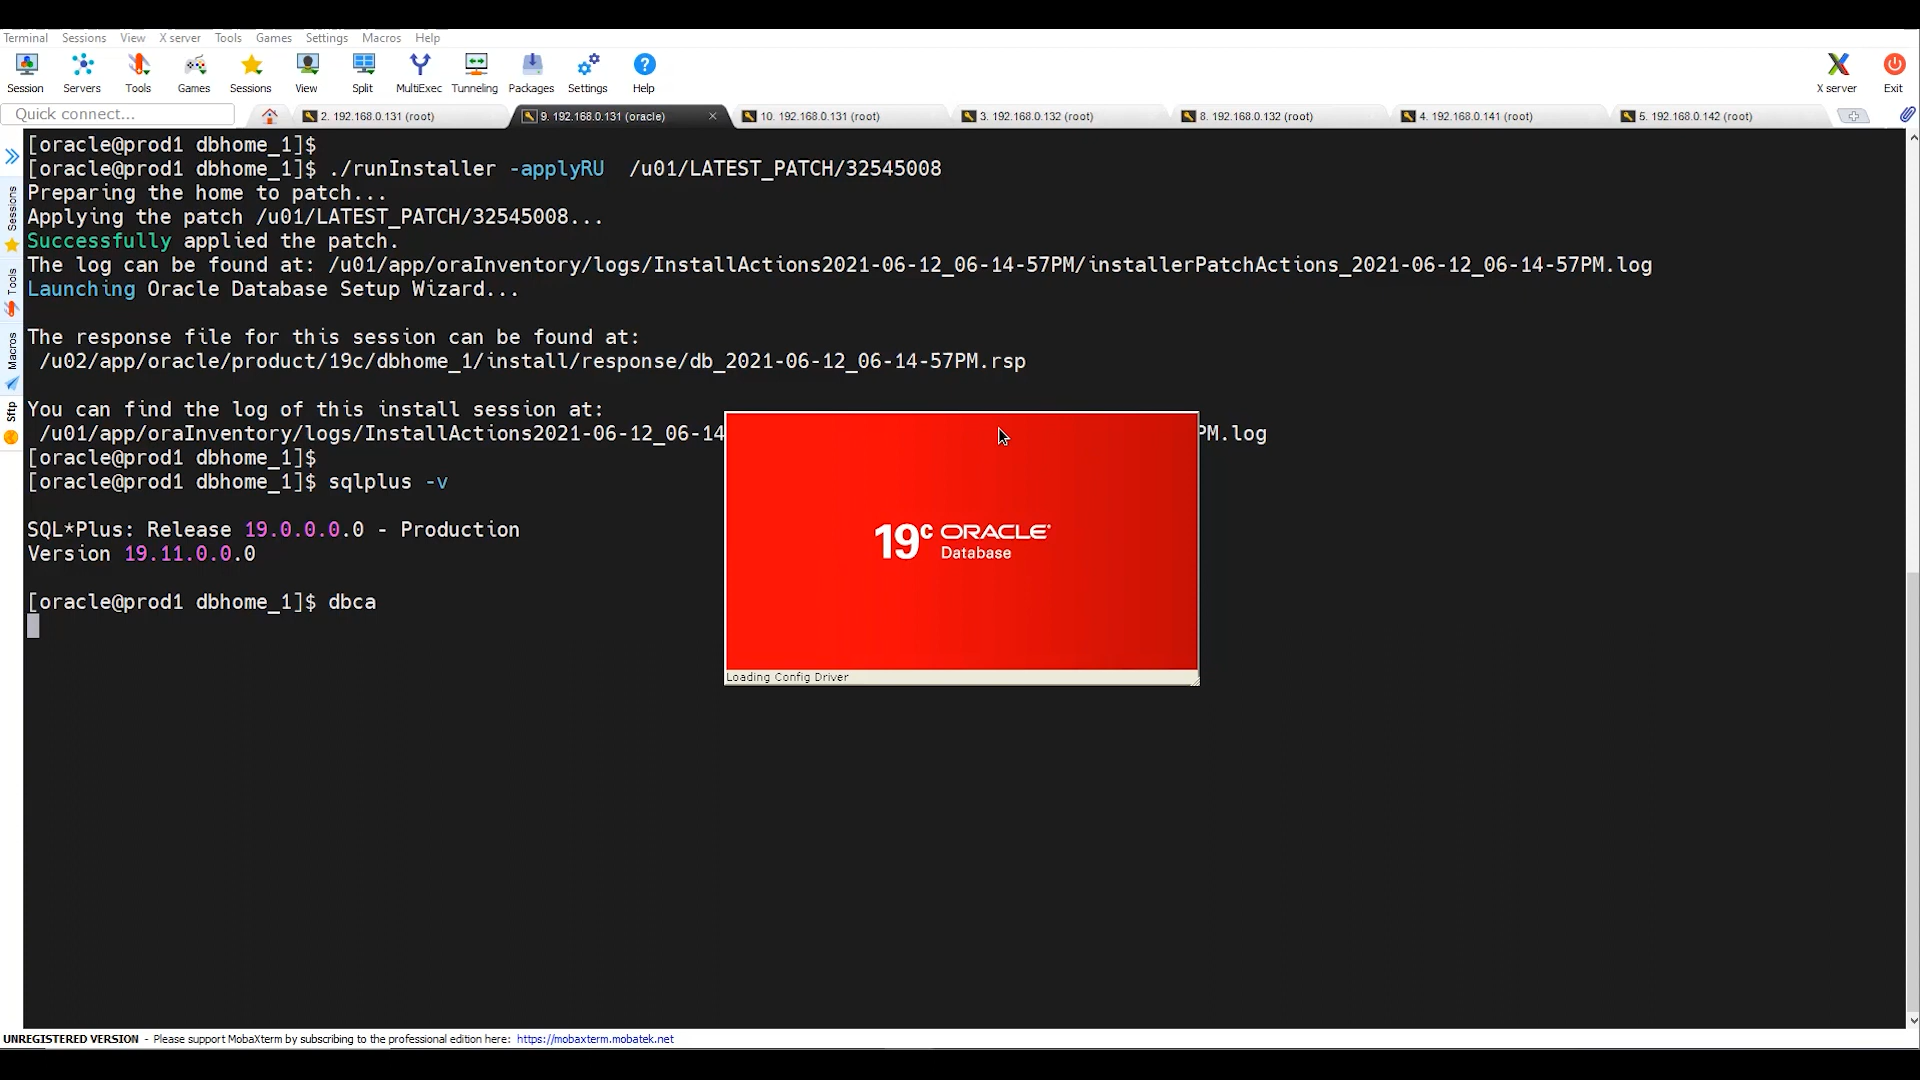 Terminal Sessions View X server Tools Games Settings Macros Help
Session Servers Tools Games Sessions View Split MultiExec Tunneling Packages Settings Help X server Exit
Quick connect... 2. 192.168.0.131 (root) 9. 192.168.0.131 (oracle) 10. 192.168.0.131 (root) 3. 192.168.0.132 (root) 8. 192.168.0.132 (root) 4. 192.168.0.141 (root) 5. 192.168.0.142 (root)
Sessions
Tools
Macros
Sftp
[oracle@prod1 dbhome_1]$
[oracle@prod1 dbhome_1]$ ./runInstaller -applyRU  /u01/LATEST_PATCH/32545008
Preparing the home to patch...
Applying the patch /u01/LATEST_PATCH/32545008...
Successfully applied the patch.
The log can be found at: /u01/app/oraInventory/logs/InstallActions2021-06-12_06-14-57PM/installerPatchActions_2021-06-12_06-14-57PM.log
Launching Oracle Database Setup Wizard...
The response file for this session can be found at:
/u02/app/oracle/product/19c/dbhome_1/install/response/db_2021-06-12_06-14-57PM.rsp
You can find the log of this install session at:
/u01/app/oraInventory/logs/InstallActions2021-06-12_06-14 PM.log
[oracle@prod1 dbhome_1]$
[oracle@prod1 dbhome_1]$ sqlplus -v
SQL*Plus: Release 19.0.0.0.0 - Production
Version 19.11.0.0.0
[oracle@prod1 dbhome_1]$ dbca
19c ORACLE®
Database
Loading Config Driver
UNREGISTERED VERSION - Please support MobaXterm by subscribing to the professional edition here: https://mobaxterm.mobatek.net